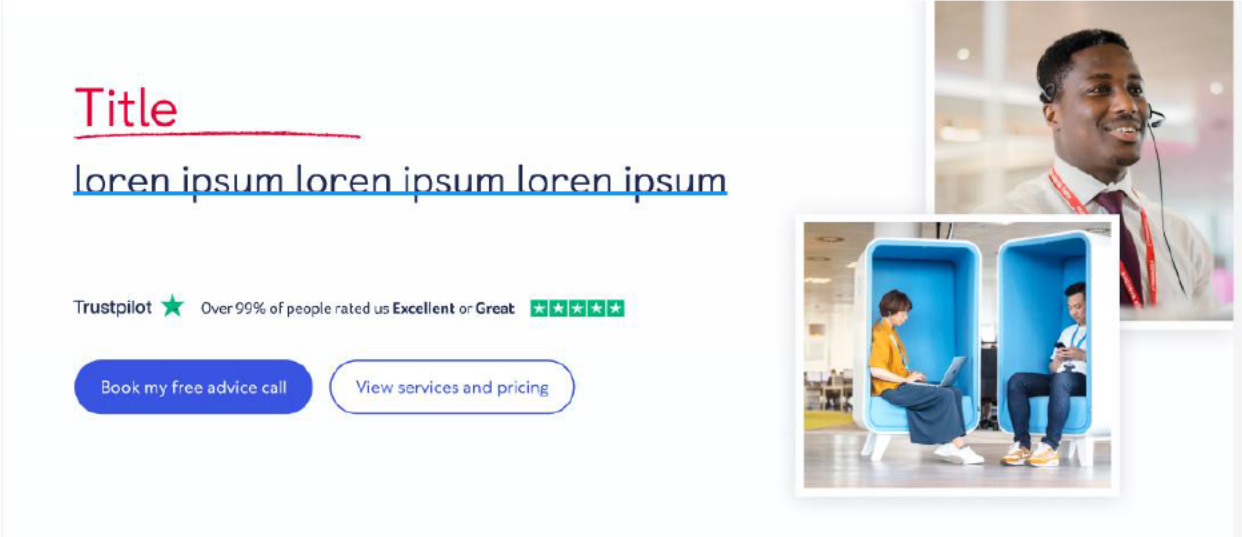 Title
loren ipsum loren ipsum loren ipsum
Trustpilot Over 99% of people rated us Excellent or Great
Book my free advice call View services and pricing